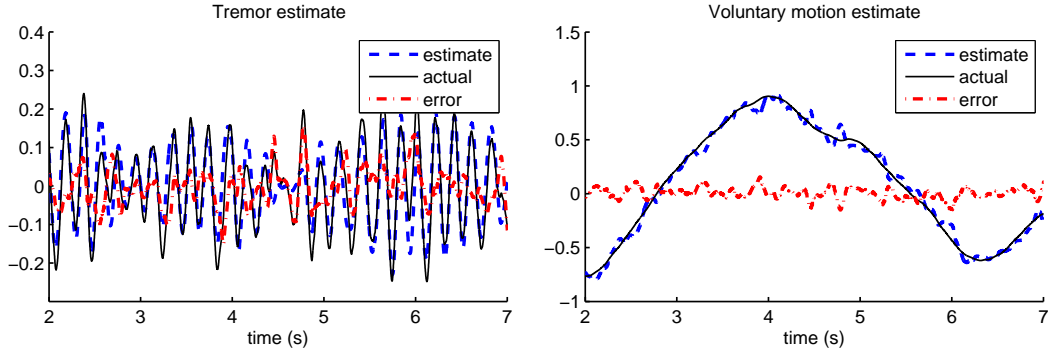 Tremor estimate
0.4
0.3
0.2
0.1
0
−0.1
−0.2
2 3 4 5 6 7
time (s)
estimate
actual
error
Voluntary motion estimate
1.5
1
0.5
0
−0.5
−1
2 3 4 5 6 7
time (s)
estimate
actual
error